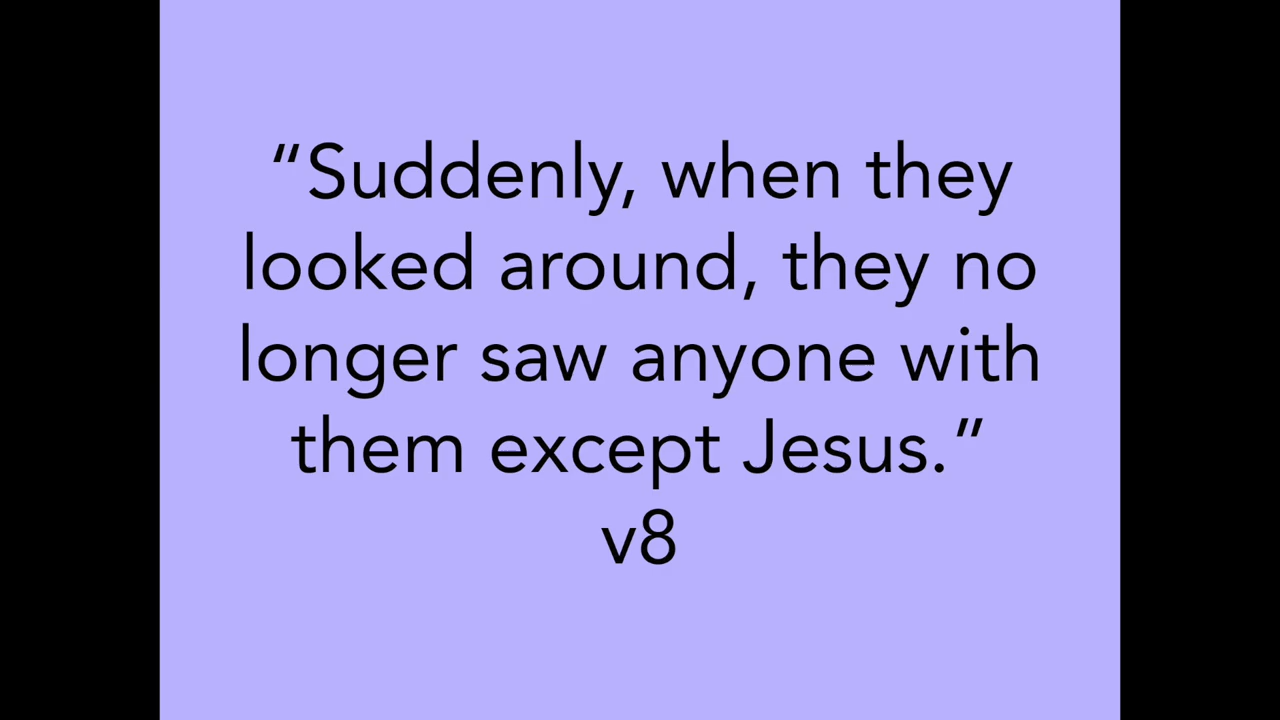 “Suddenly, when they
looked around, they no
longer saw anyone with
them except Jesus.”
v8